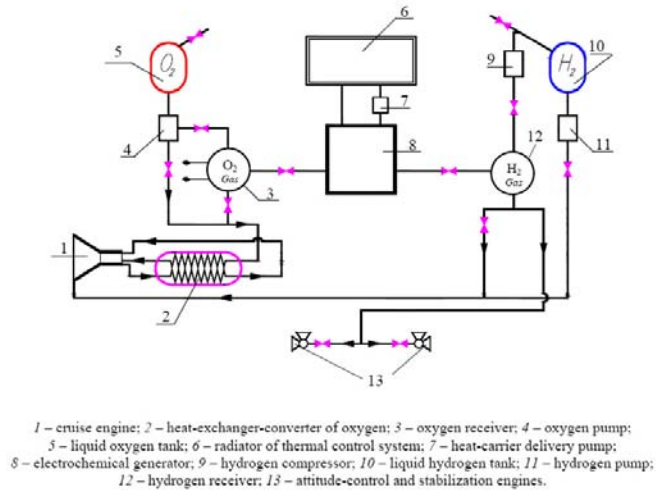 6
5
O₂
9
H₂
10
7
12
4
O₂
Gas
8
H₂
Gas
11
3
1
2
13
1 – cruise engine; 2 – heat-exchanger-converter of oxygen; 3 – oxygen receiver; 4 – oxygen pump;
5 – liquid oxygen tank; 6 – radiator of thermal control system; 7 – heat-carrier delivery pump;
8 – electrochemical generator; 9 – hydrogen compressor; 10 – liquid hydrogen tank; 11 – hydrogen pump;
12 – hydrogen receiver; 13 – attitude-control and stabilization engines.